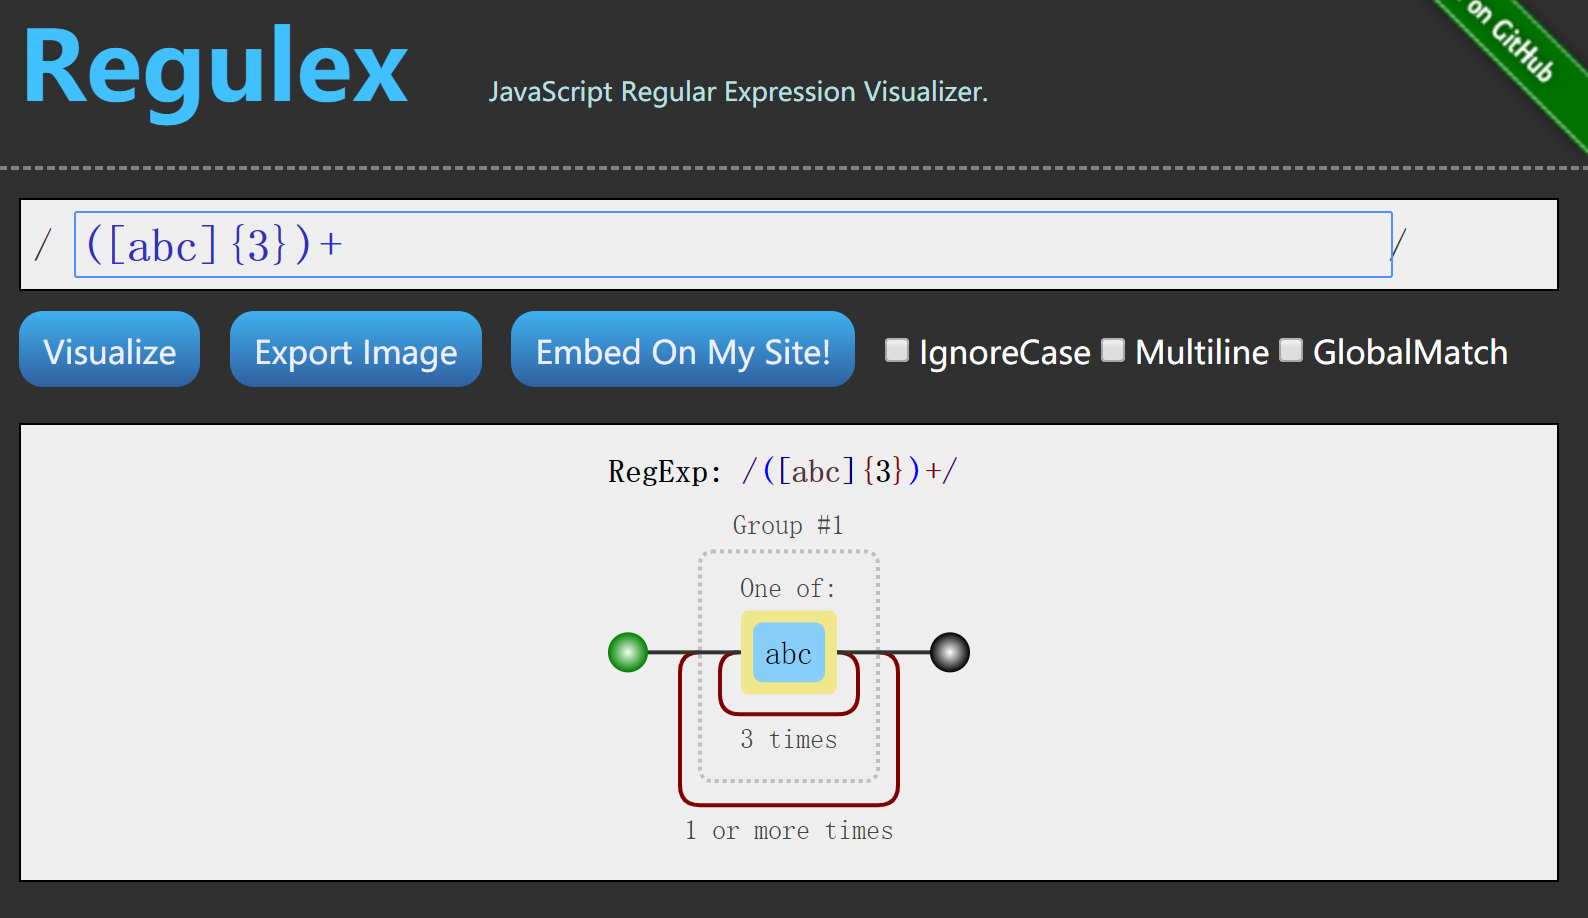 Regulex
JavaScript Regular Expression Visualizer.
on GitHub
/ ([abc]{3})+ /
Visualize Export Image Embed On My Site! IgnoreCase Multiline GlobalMatch
RegExp: /([abc]{3})+/
Group #1
One of:
abc
3 times
1 or more times